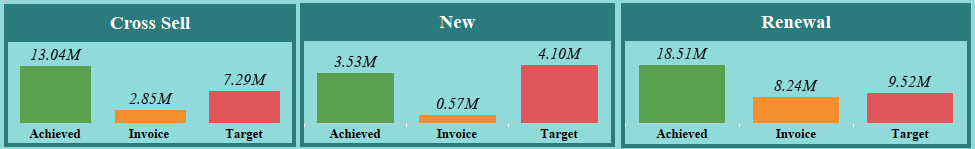 Cross Sell
13.04M
2.85M
7.29M
Achieved Invoice Target
New
3.53M
0.57M
4.10M
Achieved Invoice Target
Renewal
18.51M
8.24M
9.52M
Achieved Invoice Target